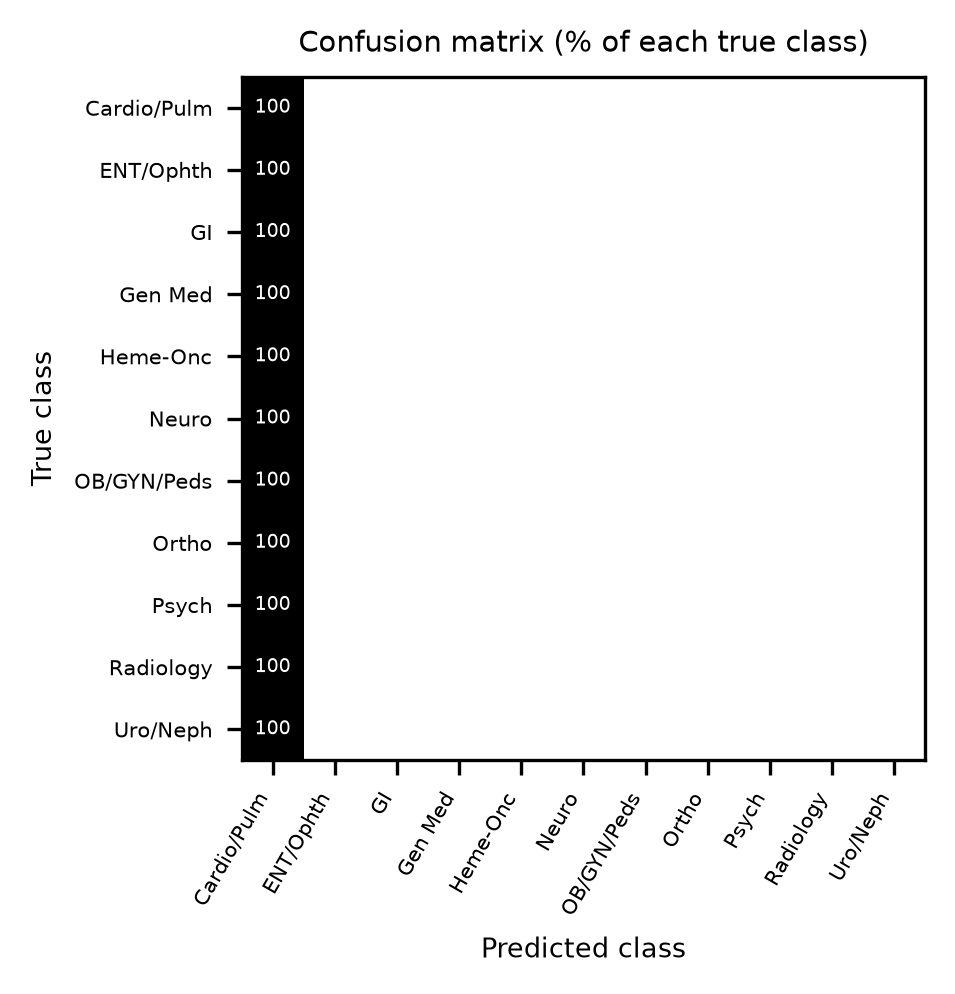 Confusion matrix (% of each true class)
Cardio/Pulm 100
ENT/Ophth 100
GI 100
Gen Med 100
Heme-Onc 100
Neuro 100
OB/GYN/Peds 100
Ortho 100
Psych 100
Radiology 100
Uro/Neph 100
True class
Cardio/Pulm ENT/Ophth GI Gen Med Heme-Onc Neuro OB/GYN/Peds Ortho Psych Radiology Uro/Neph
Predicted class